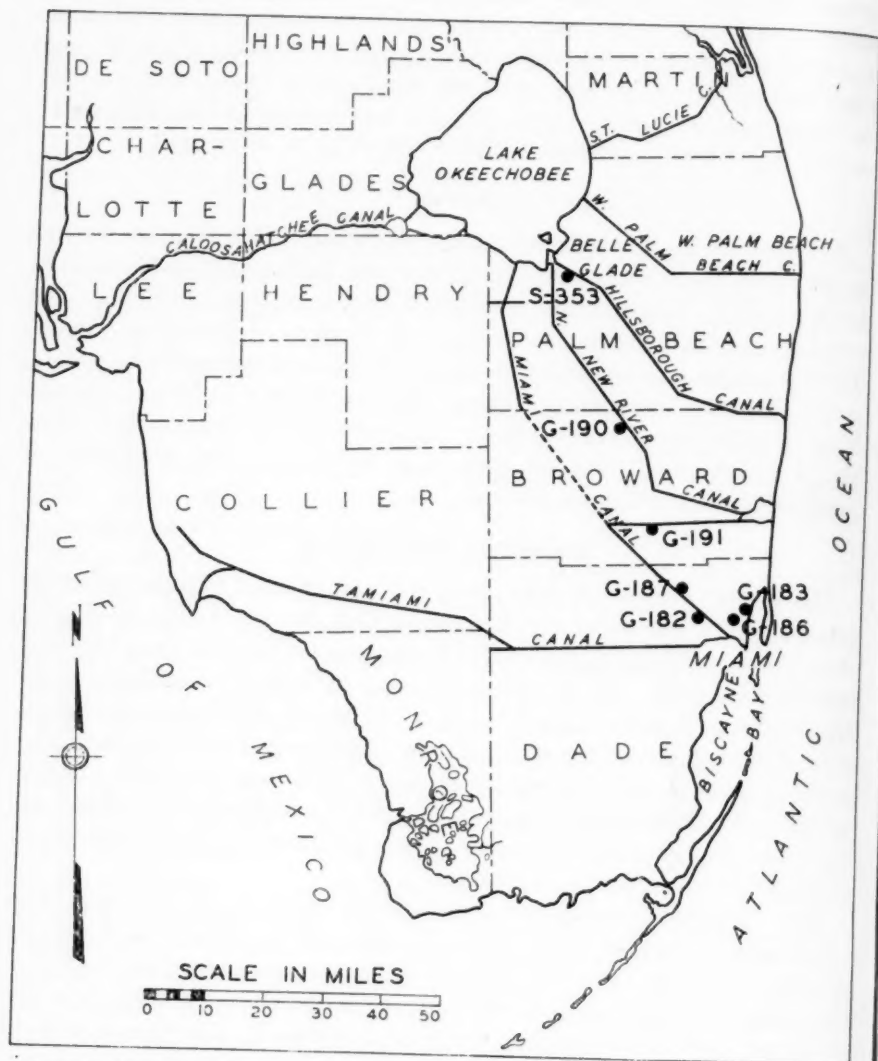 HIGHLANDS
DE SOTO
MARTIN
ST. LUCIE C.
CHAR-
LOTTE
LAKE
OKEECHOBEE
GLADES
CALOOSAHATCHEE CANAL
W. PALM
BEACH C.
W. PALM BEACH
BELLE
GLADE
LEE
HENDRY
S-353
HILLSBOROUGH
CANAL
PALM BEACH
N. NEW RIVER
CANAL
MIAMI
CANAL
G-190
BROWARD
COLLIER
G-191
TAMIAMI
CANAL
G-187
G-183
G-182
G-186
MIAMI
MONROE
DADE
BISCAYNE
BAY
GULF
OF
MEXICO
ATLANTIC
OCEAN
SCALE IN MILES
0 10 20 30 40 50